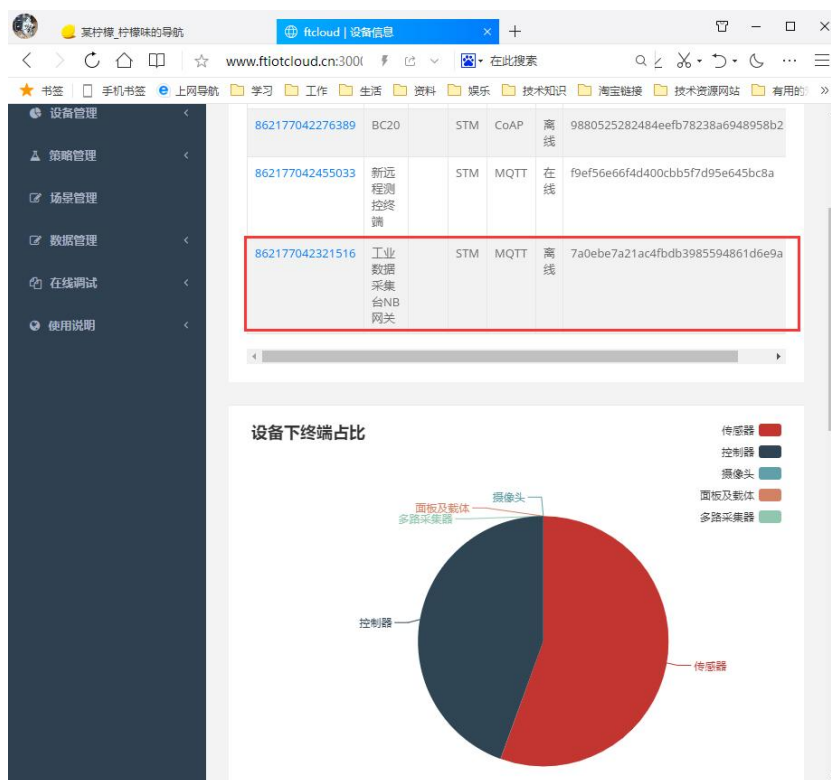 某柠檬_柠檬味的导航
ftcloud | 设备信息
www.ftiotcloud.cn:300
在此搜索
书签
手机书签
上网导航
学习
工作
生活
资料
娱乐
技术知识
淘宝链接
技术资源网站
有用的
设备管理
策略管理
场景管理
数据管理
在线调试
使用说明
862177042276389 BC20 STM CoAP 离
线 9880525282484eefb78238a6948958b2
862177042455033 新远
程测
控终
端 STM MQTT 在
线 f9ef56e66f4d400cbb5f7d95e645bc8a
862177042321516 工业
数据
采集
台NB
网关 STM MQTT 离
线 7a0ebe7a21ac4fbdb3985594861d6e9a
设备下终端占比
传感器
控制器
摄像头
面板及载体
多路采集器
摄像头
面板及载体
多路采集器
控制器
传感器